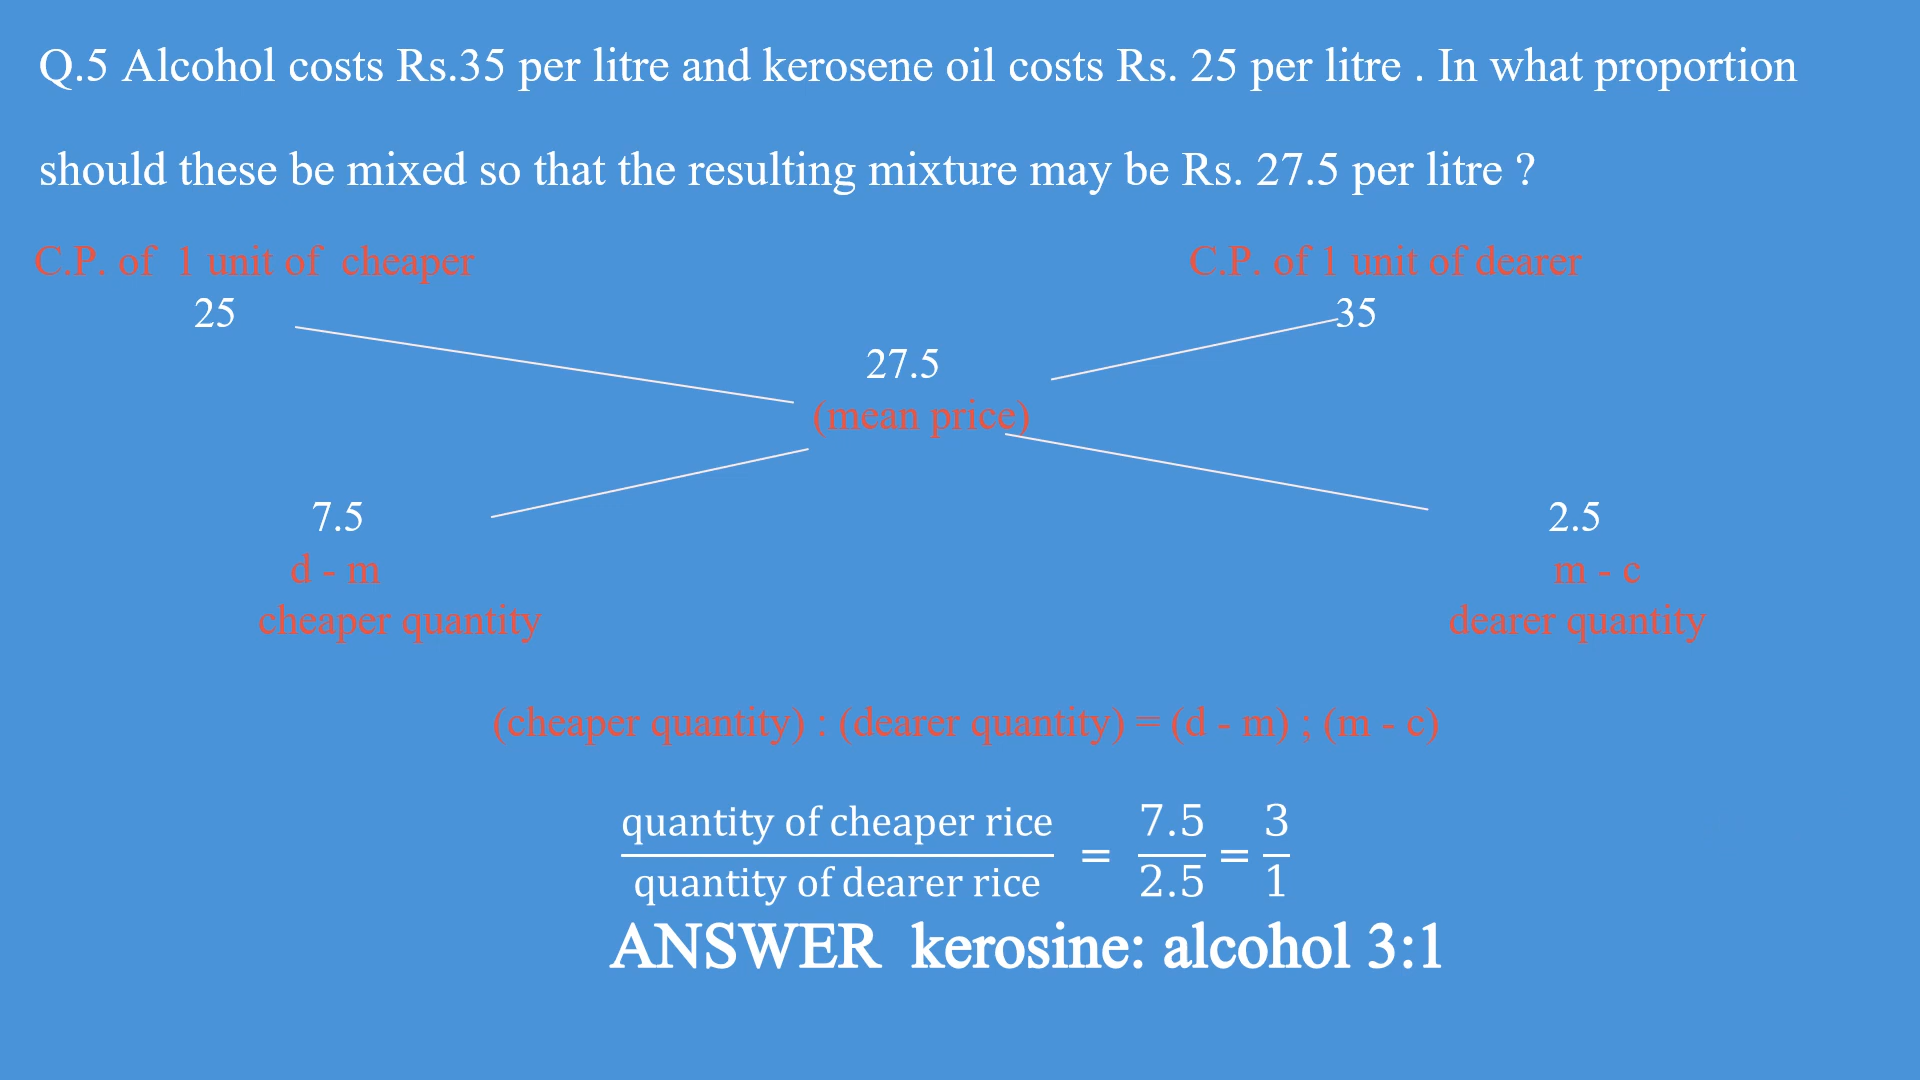 Q.5 Alcohol costs Rs.35 per litre and kerosene oil costs Rs. 25 per litre . In what proportion
should these be mixed so that the resulting mixture may be Rs. 27.5 per litre ?
C.P. of 1 unit of cheaper C.P. of 1 unit of dearer
25 35
27.5
(mean price)
7.5 2.5
d - m m - c
cheaper quantity dearer quantity
(cheaper quantity) : (dearer quantity) = (d - m) ; (m - c)
quantity of cheaper rice / quantity of dearer rice = 7.5 / 2.5 = 3 / 1
ANSWER kerosine: alcohol 3:1